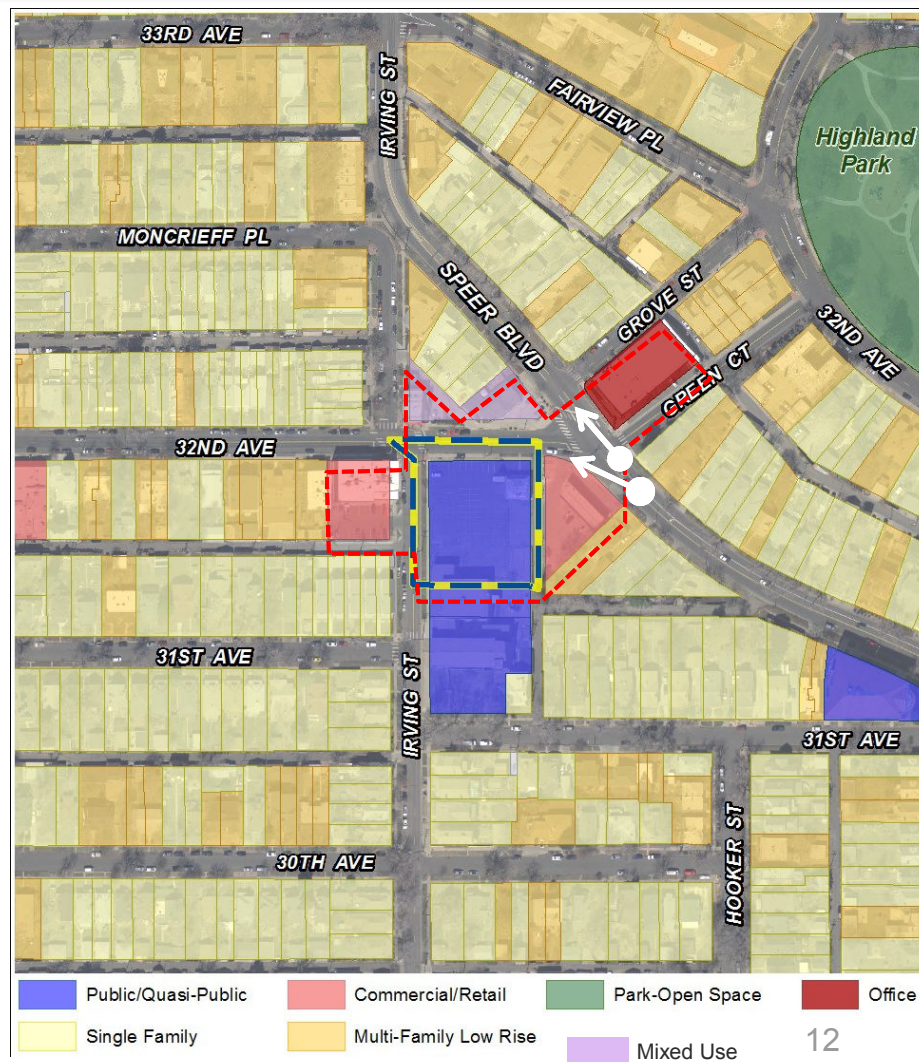 33RD AVE
IRVING ST
FAIRVIEW PL
Highland
Park
MONCRIEFF PL
SPEER BLVD
GROVE ST
32ND AVE
GREEN CT
32ND AVE
31ST AVE
IRVING ST
31ST AVE
30TH AVE
HOOKER ST
Public/Quasi-Public
Commercial/Retail
Park-Open Space
Office
Single Family
Multi-Family Low Rise
Mixed Use
12